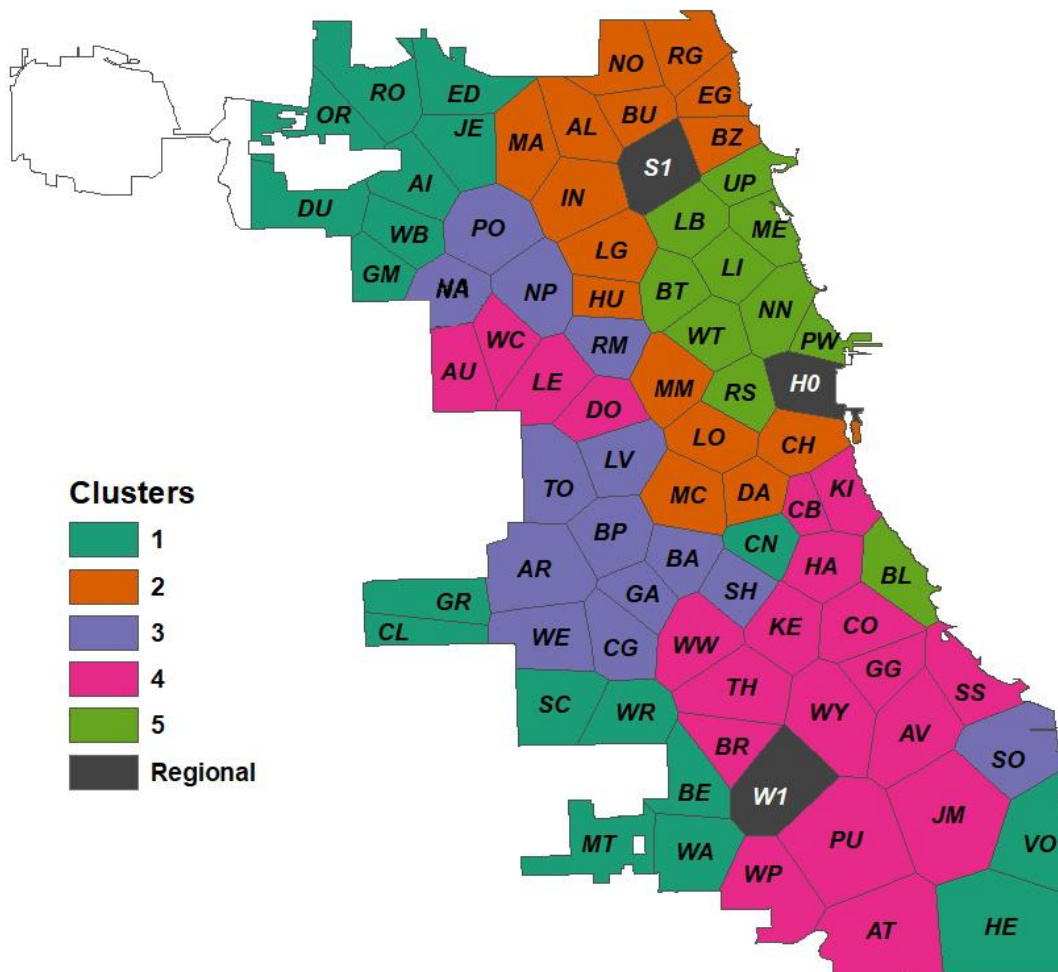 NO
RG
RO
ED
EG
OR
BU
AL
JE
MA
BZ
S1
AI
UP
IN
DU
LB
ME
WB
PO
LG
LI
GM
NA
NP
HU
BT
NN
WC
RM
WT
PW
AU
LE
MM
RS
H0
DO
LO
CH
LV
TO
MC
DA
KI
CB
BP
CN
AR
BA
HA
BL
GA
SH
GR
CL
WE
CG
WW
KE
CO
GG
TH
SS
SC
WR
WY
AV
BR
SO
BE
W1
JM
MT
WA
PU
VO
WP
AT
HE
Clusters
1
2
3
4
5
Regional